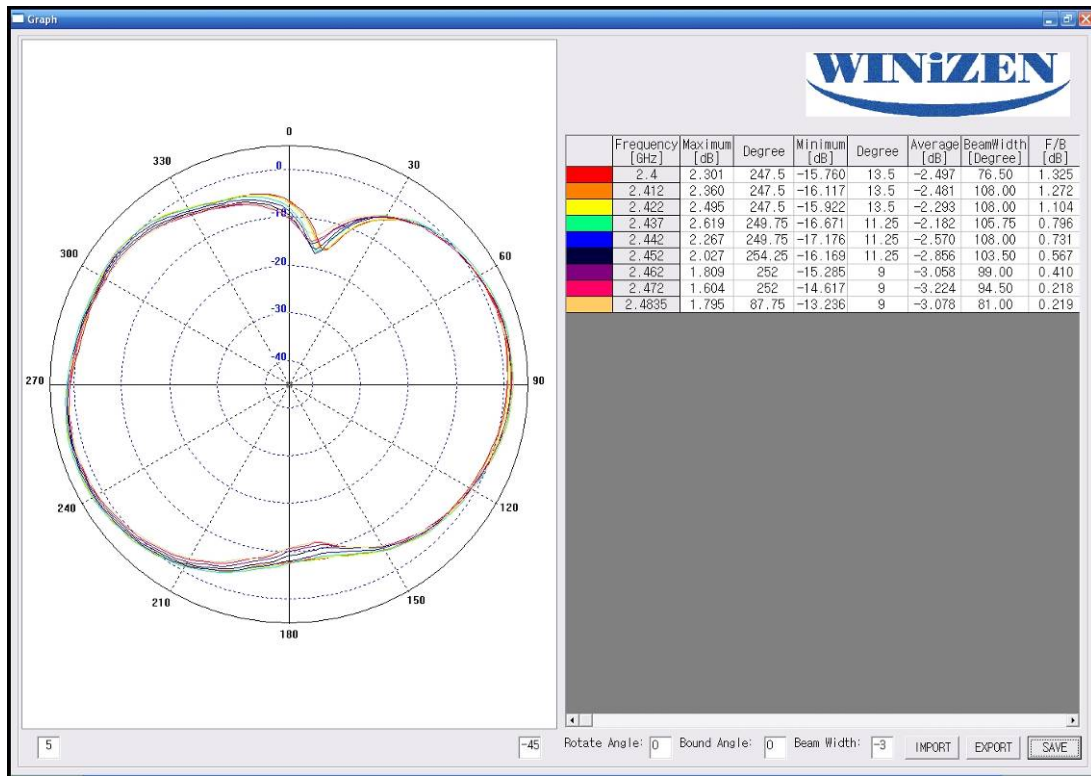 Graph
WINiZEN
0
30
60
90
120
150
180
210
240
270
300
330
0
-10
-20
-30
-40
Frequency [GHz] Maximum [dB] Degree Minimum [dB] Degree Average [dB] BeamWidth [Degree] F/B [dB]
2.4 2.301 247.5 -15.760 13.5 -2.497 76.50 1.325
2.412 2.360 247.5 -16.117 13.5 -2.481 108.00 1.272
2.422 2.495 247.5 -15.922 13.5 -2.293 108.00 1.104
2.437 2.619 249.75 -16.671 11.25 -2.182 105.75 0.796
2.442 2.267 249.75 -17.176 11.25 -2.570 108.00 0.731
2.452 2.027 254.25 -16.169 11.25 -2.856 103.50 0.567
2.462 1.809 252 -15.285 9 -3.058 99.00 0.410
2.472 1.604 252 -14.617 9 -3.224 94.50 0.218
2.4835 1.795 87.75 -13.236 9 -3.078 81.00 0.219
5 -45 Rotate Angle: 0 Bound Angle: 0 Beam Width: -3 IMPORT EXPORT SAVE